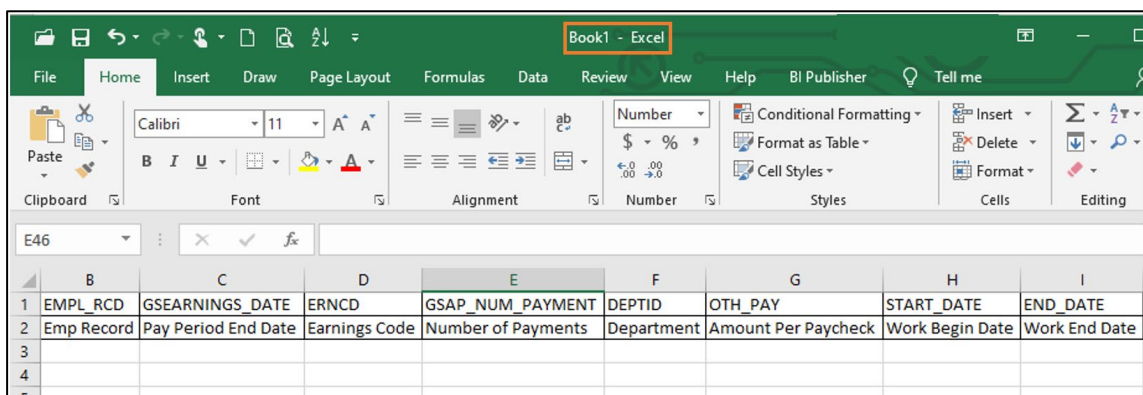 Book1 - Excel
File Home Insert Draw Page Layout Formulas Data Review View Help BI Publisher Tell me
Calibri 11 A A ab Number Conditional Formatting Insert
Paste B I U A $ % , Format as Table Delete
.00 .0 Cell Styles Format
Clipboard Font Alignment Number Styles Cells Editing
E46 fx
B C D E F G H I
1 EMPL_RCD GSEARNINGS_DATE ERNCD GSAP_NUM_PAYMENT DEPTID OTH_PAY START_DATE END_DATE
2 Emp Record Pay Period End Date Earnings Code Number of Payments Department Amount Per Paycheck Work Begin Date Work End Date
3
4